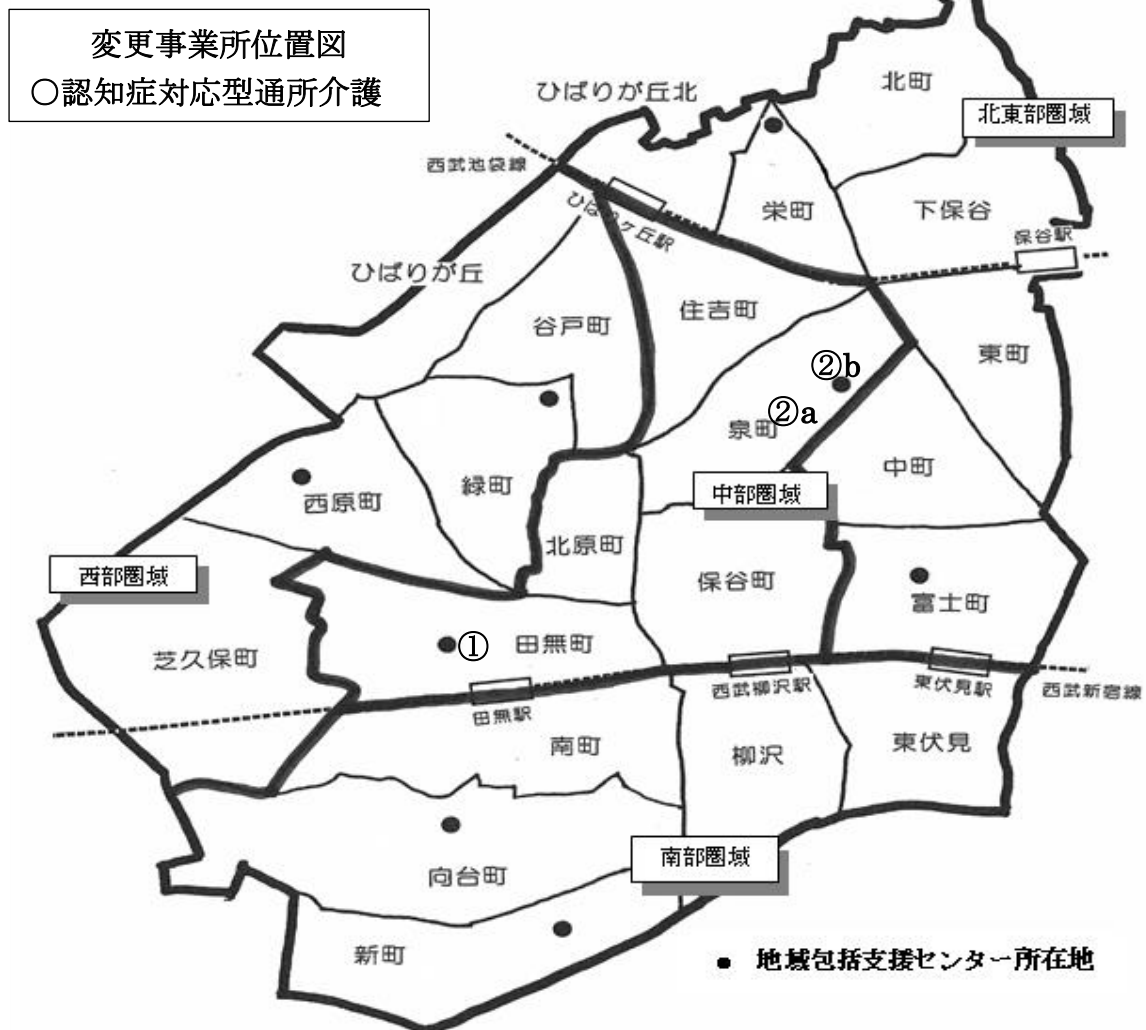 変更事業所位置図
〇認知症対応型通所介護
北町
ひばりが丘北
北東部圏域
西武池袋線
ひばりヶ丘駅
栄町
下保谷
保谷駅
ひばりが丘
谷戸町
住吉町
東町
②b
②a
泉町
中町
緑町
西原町
中部圏域
北原町
保谷町
西部圏域
富士町
芝久保町
①
田無町
西武柳沢駅
東伏見駅
西武新宿線
田無駅
南町
柳沢
東伏見
南部圏域
向台町
新町
● 地域包括支援センター所在地